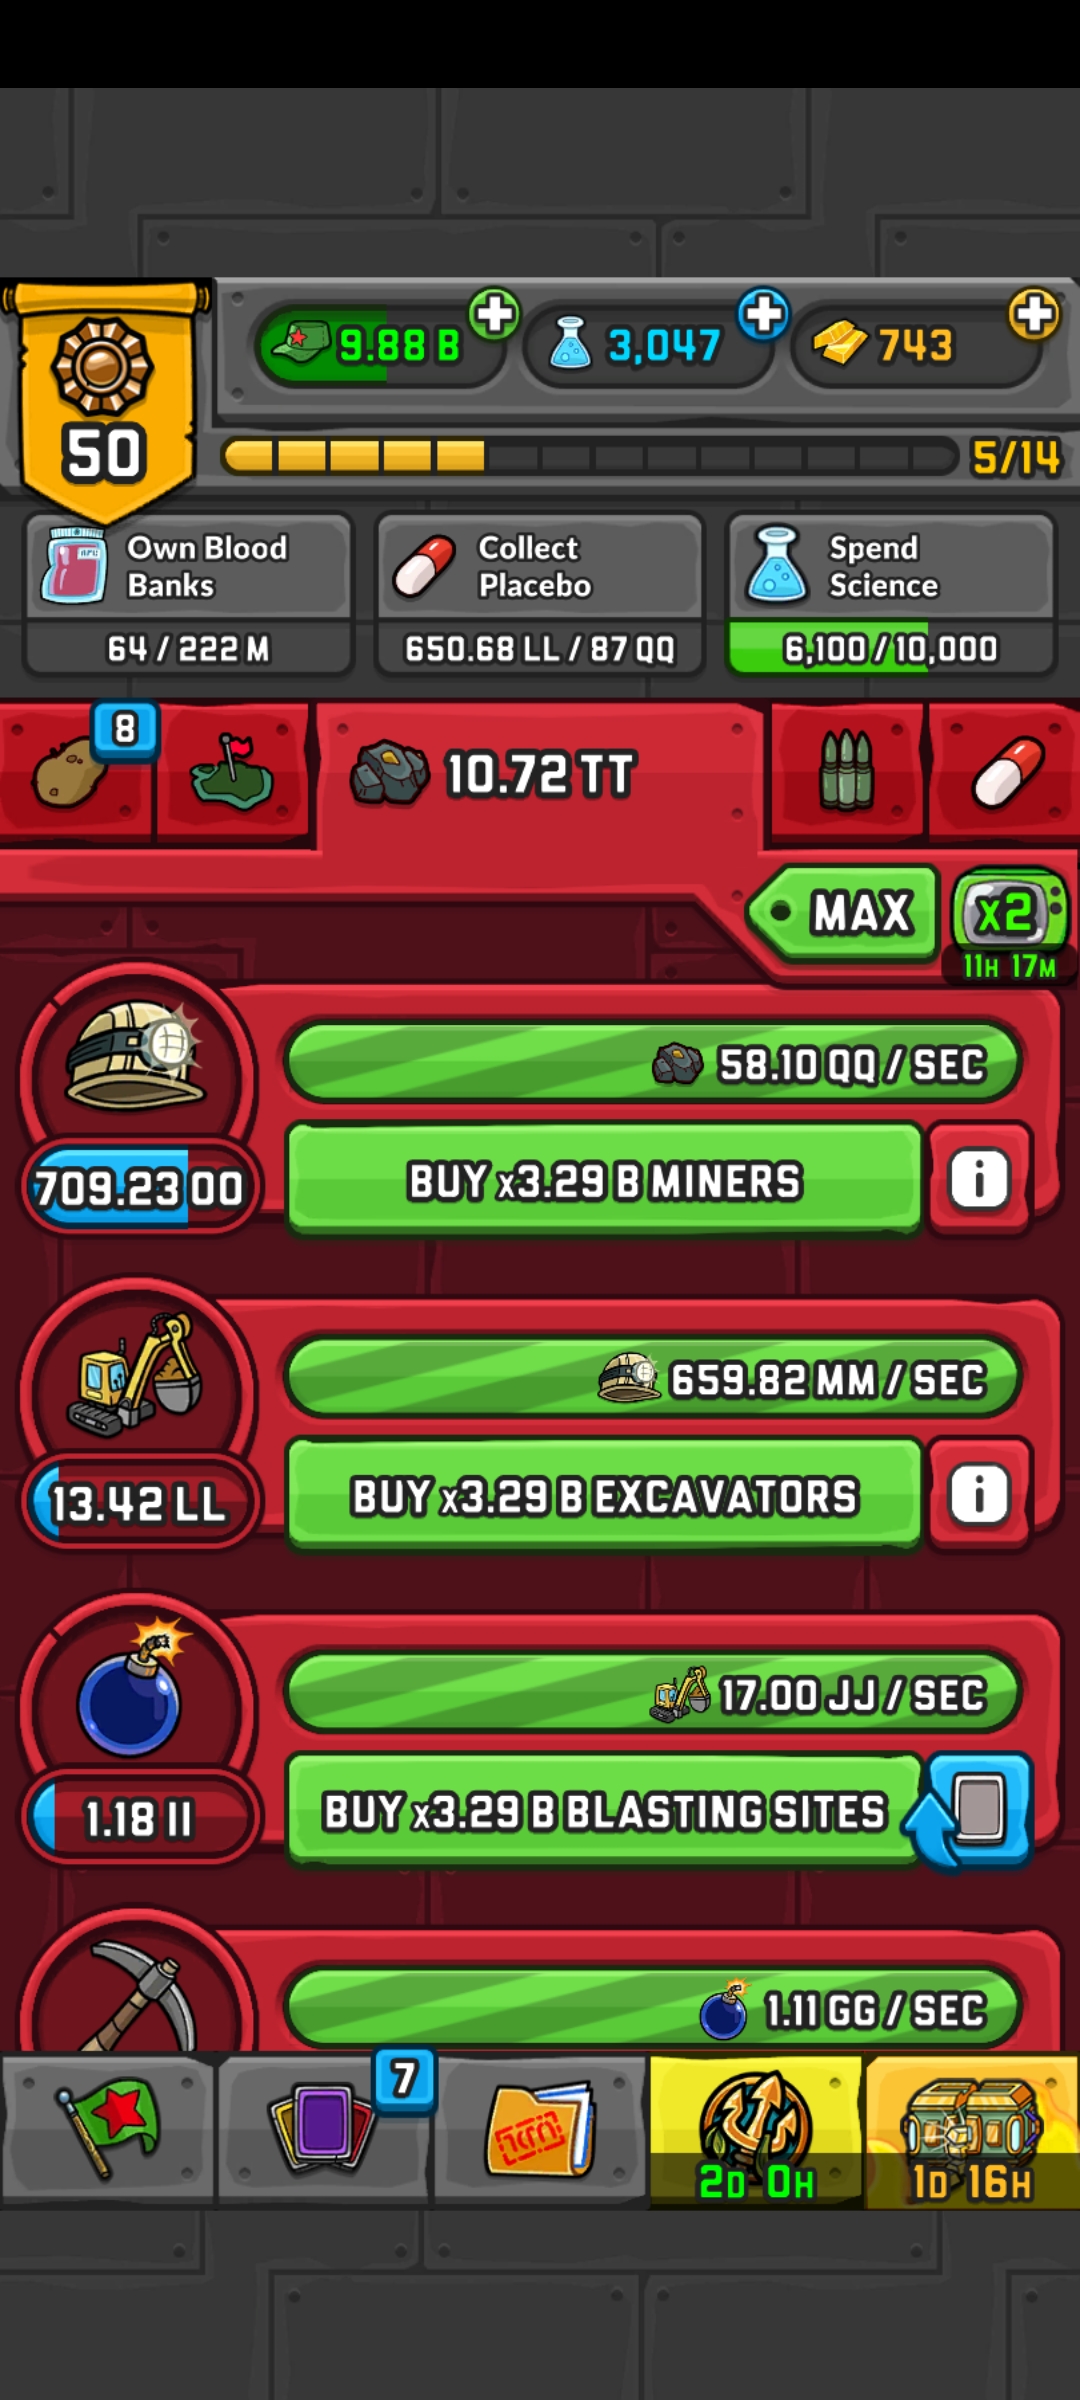 9.88 B
3,047
743
50
5/14
Own Blood
Banks
64 / 222 M
Collect
Placebo
650.68 LL / 87 QQ
Spend
Science
6,100 / 10,000
8
10.72 TT
MAX
x2
11H 17M
58.10 QQ / SEC
709.23 OO
BUY x3.29 B MINERS
i
659.82 MM / SEC
13.42 LL
BUY x3.29 B EXCAVATORS
i
17.00 JJ / SEC
1.18 II
BUY x3.29 B BLASTING SITES
1.11 GG / SEC
7
2D 0H
1D 16H